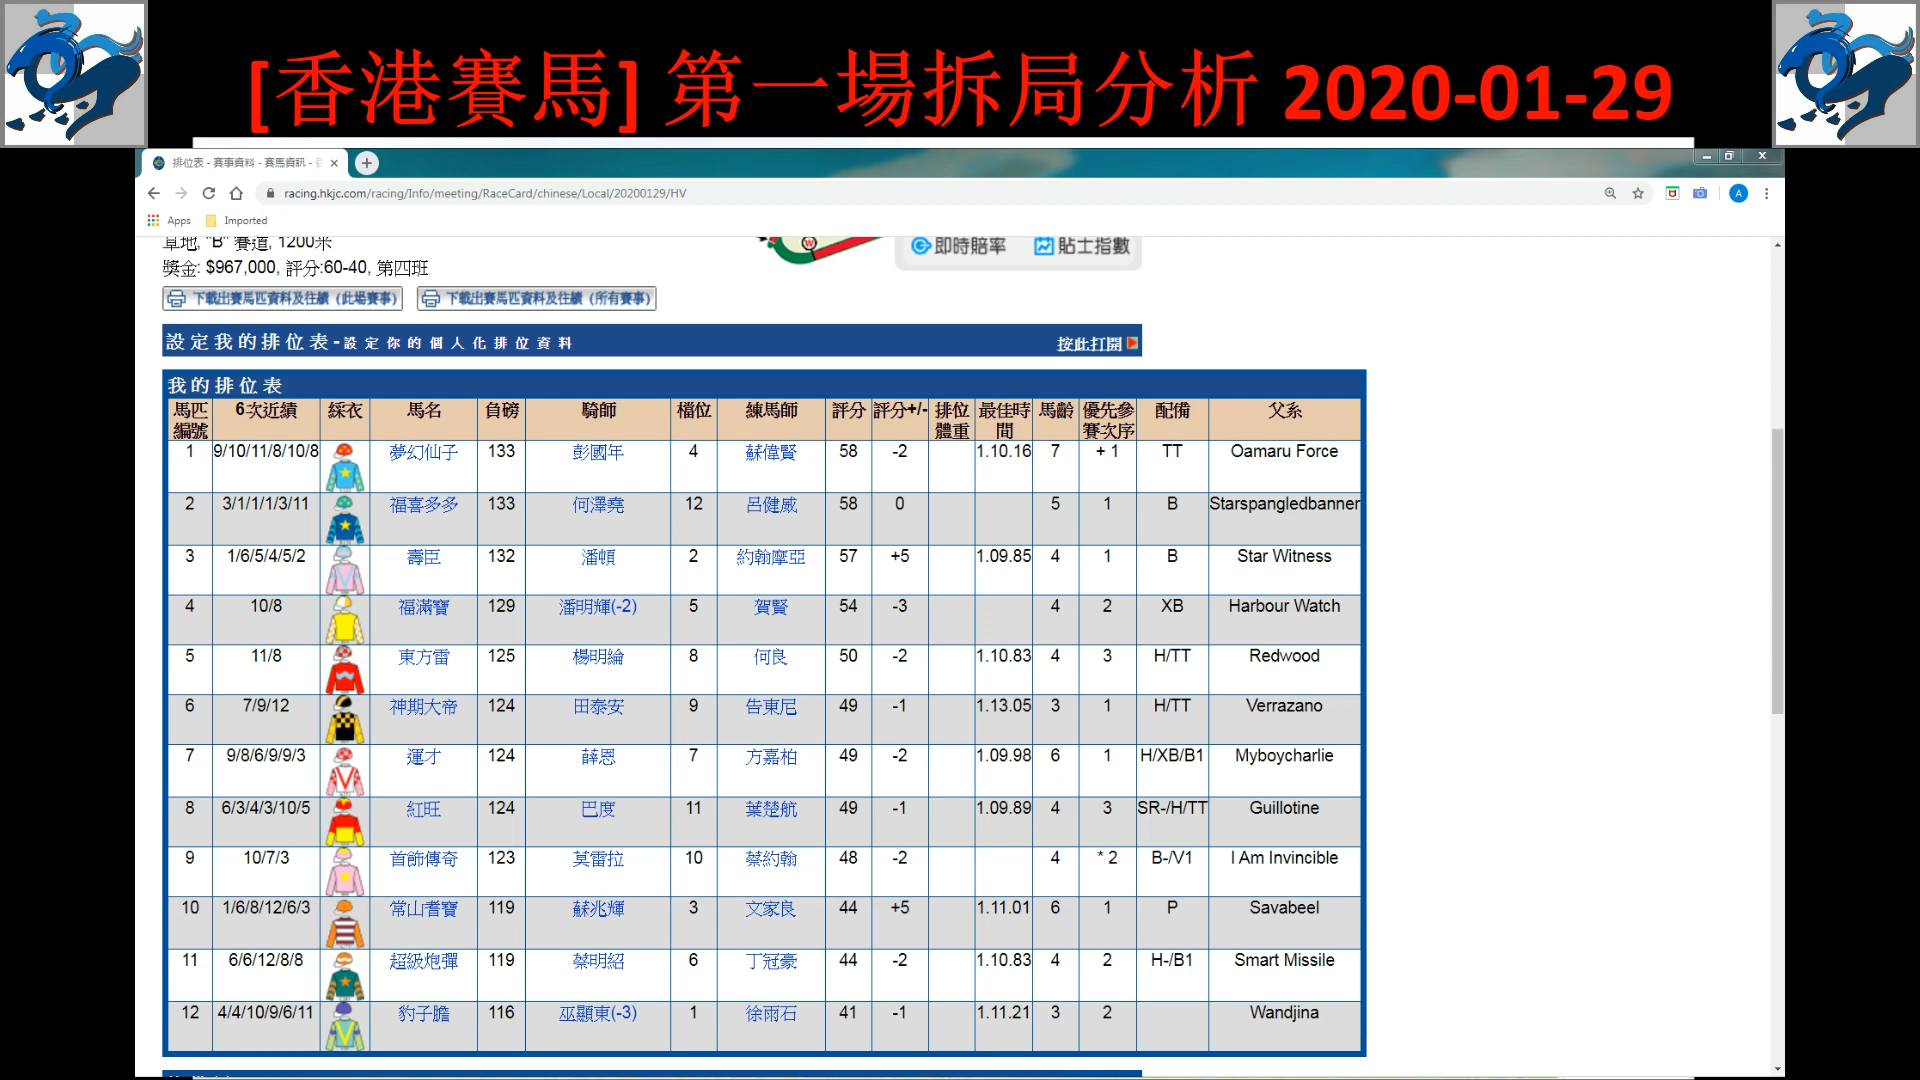 [香港賽馬] 第一場拆局分析 2020-01-29
排位表 - 賽事資料 - 賽馬資訊 -
racing.hkjc.com/racing/Info/meeting/RaceCard/chinese/Local/20200129/HV
A
Apps Imported
草地, "B" 賽道, 1200米
獎金: $967,000, 評分:60-40, 第四班
W
即時賠率 貼士指數
下載出賽馬匹資料及往績 (此場賽事) 下載出賽馬匹資料及往績 (所有賽事)
設定我的排位表-設定你的個人化排位資料 按此打開
我的排位表
馬匹編號 6次近績 綵衣 馬名 負磅 騎師 檔位 練馬師 評分 評分+/- 排位體重 最佳時間 馬齡 優先參賽次序 配備 父系
1 9/10/11/8/10/8 夢幻仙子 133 彭國年 4 蘇偉賢 58 -2 1.10.16 7 + 1 TT Oamaru Force
2 3/1/1/1/3/11 福喜多多 133 何澤堯 12 呂健威 58 0 5 1 B Starspangledbanner
3 1/6/5/4/5/2 壽臣 132 潘頓 2 約翰摩亞 57 +5 1.09.85 4 1 B Star Witness
4 10/8 福滿寶 129 潘明輝(-2) 5 賀賢 54 -3 4 2 XB Harbour Watch
5 11/8 東方雷 125 楊明綸 8 何良 50 -2 1.10.83 4 3 H/TT Redwood
6 7/9/12 神期大帝 124 田泰安 9 告東尼 49 -1 1.13.05 3 1 H/TT Verrazano
7 9/8/6/9/9/3 運才 124 薛恩 7 方嘉柏 49 -2 1.09.98 6 1 H/XB/B1 Myboycharlie
8 6/3/4/3/10/5 紅旺 124 巴度 11 葉楚航 49 -1 1.09.89 4 3 SR-/H/TT Guillotine
9 10/7/3 首飾傳奇 123 莫雷拉 10 蔡約翰 48 -2 4 * 2 B-/V1 I Am Invincible
10 1/6/8/12/6/3 常山耆寶 119 蘇兆輝 3 文家良 44 +5 1.11.01 6 1 P Savabeel
11 6/6/12/8/8 超級炮彈 119 蔡明紹 6 丁冠豪 44 -2 1.10.83 4 2 H-/B1 Smart Missile
12 4/4/10/9/6/11 豹子膽 116 巫顯東(-3) 1 徐雨石 41 -1 1.11.21 3 2 Wandjina